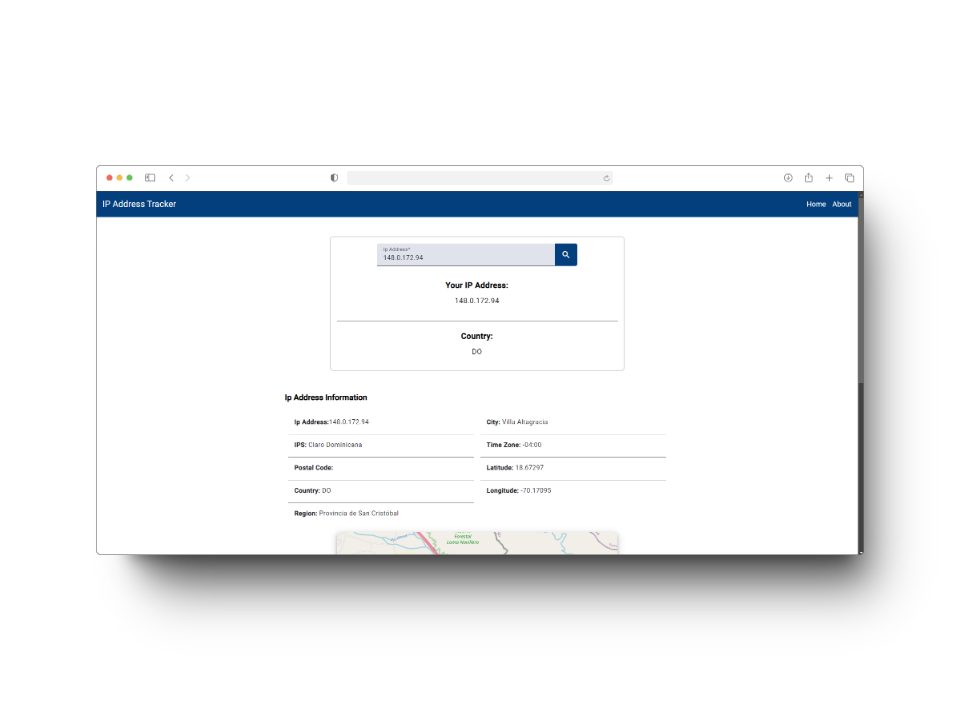 IP Address Tracker
Home About
Ip Address*
148.0.172.94
Your IP Address:
148.0.172.94
Country:
DO
Ip Address Information
Ip Address:148.0.172.94
IPS: Claro Dominicana
Postal Code:
Country: DO
Region: Provincia de San Cristóbal
City: Villa Altagracia
Time Zone: -04:00
Latitude: 18.67297
Longitude: -70.17095
Forestal
Loma Novillero